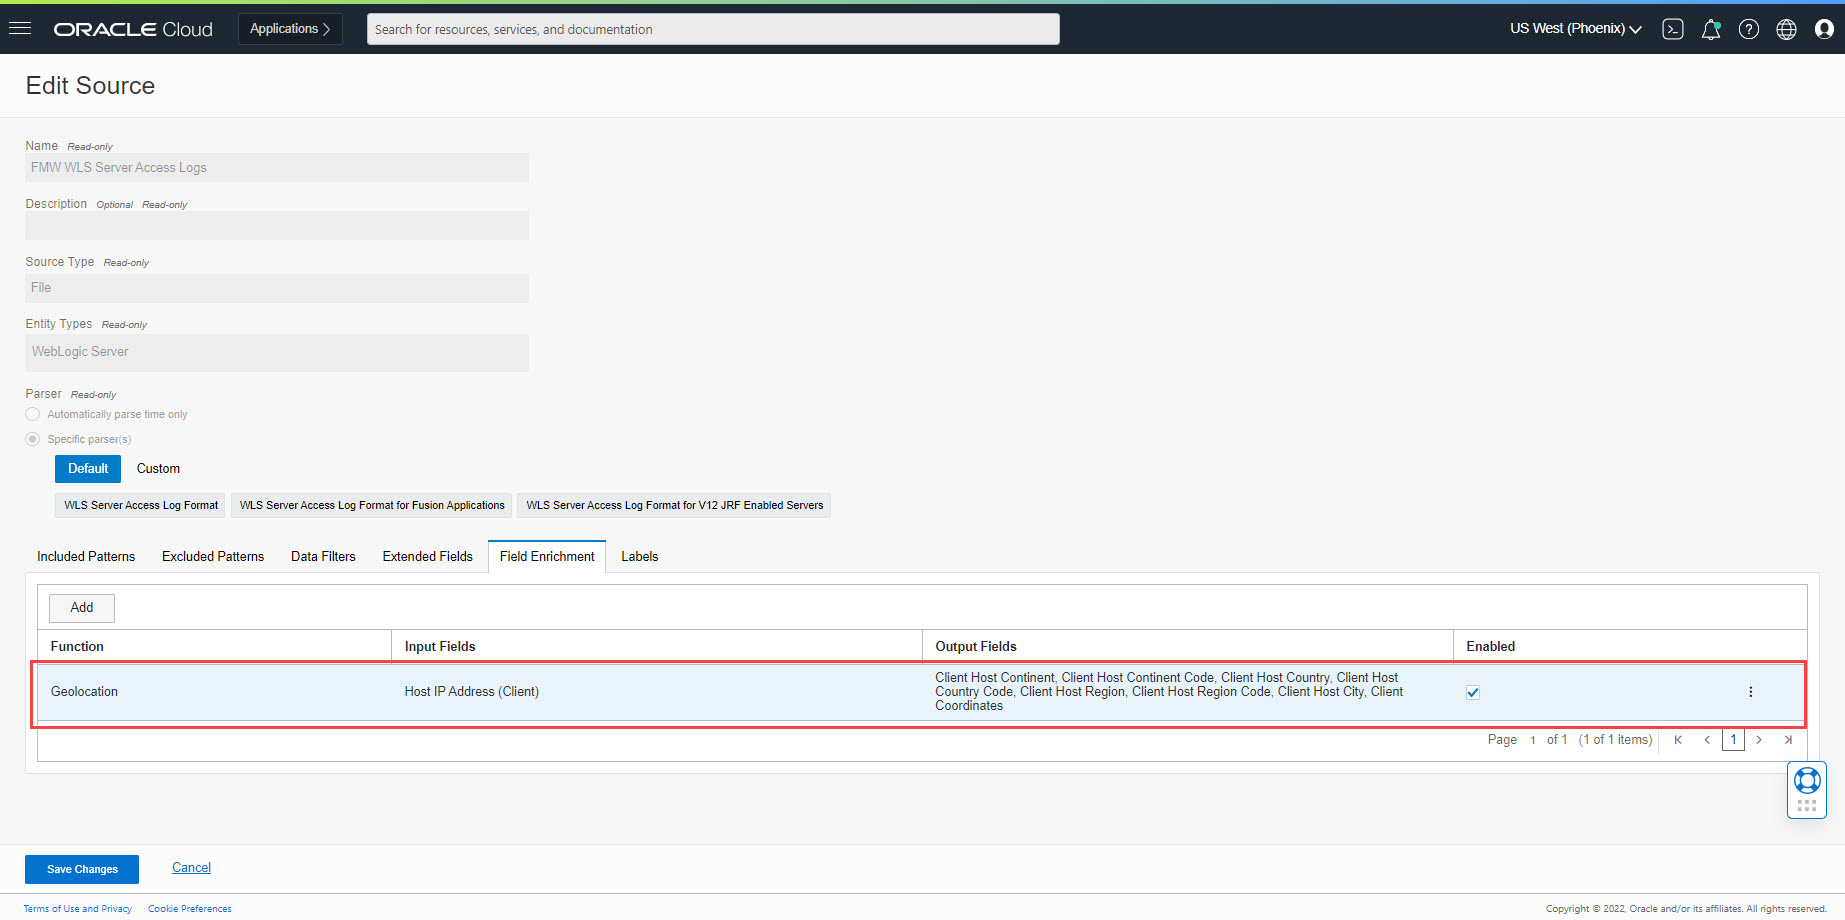 ORACLE Cloud
Applications
Search for resources, services, and documentation
US West (Phoenix)
Edit Source
Name Read-only
FMW WLS Server Access Logs
Description Optional Read-only
Source Type Read-only
File
Entity Types Read-only
WebLogic Server
Parser Read-only
Automatically parse time only
Specific parser(s)
Default Custom
WLS Server Access Log Format WLS Server Access Log Format for Fusion Applications WLS Server Access Log Format for V12 JRF Enabled Servers
Included Patterns Excluded Patterns Data Filters Extended Fields Field Enrichment Labels
Add
Function Input Fields Output Fields Enabled
Geolocation Host IP Address (Client)
Client Host Continent, Client Host Continent Code, Client Host Country, Client Host
Country Code, Client Host Region, Client Host Region Code, Client Host City, Client
Coordinates
Page 1 of 1 (1 of 1 items) 1
Save Changes Cancel
Terms of Use and Privacy Cookie Preferences
Copyright © 2022, Oracle and/or its affiliates. All rights reserved.